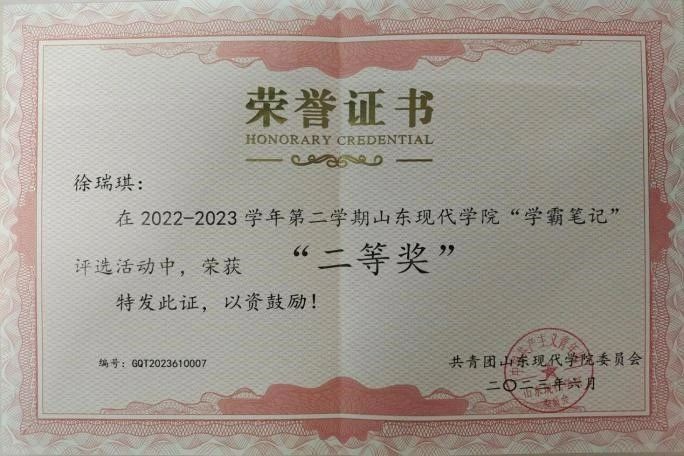 荣誉证书
HONORARY CREDENTIAL
徐瑞琪：
在2022-2023学年第二学期山东现代学院“学霸笔记”
评选活动中，荣获 “二等奖”
特发此证，以资鼓励！
编号：GQT2023610007
共青团山东现代学院委员会
二〇二三年六月